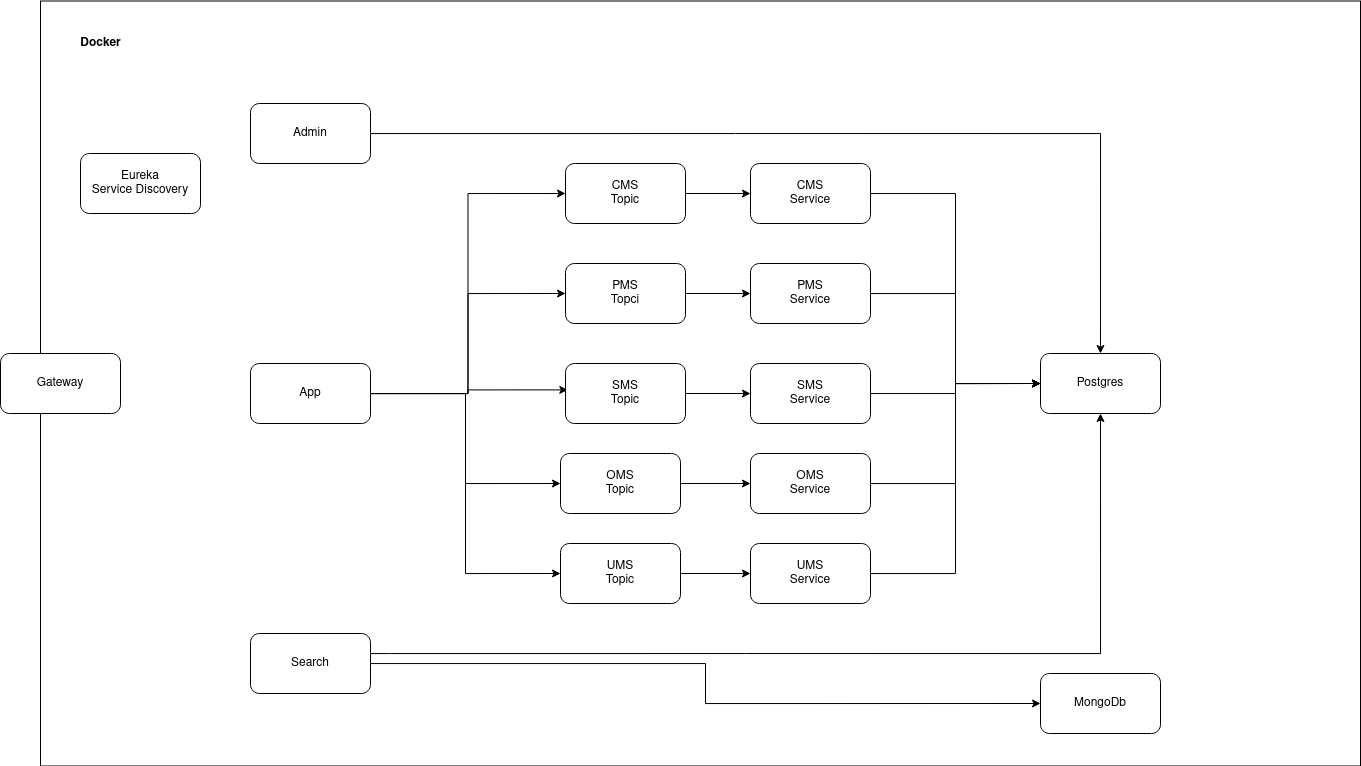 Docker
Admin
Eureka
Service Discovery
CMS
Topic
CMS
Service
PMS
Topci
PMS
Service
Gateway
App
SMS
Topic
SMS
Service
Postgres
OMS
Topic
OMS
Service
UMS
Topic
UMS
Service
Search
MongoDb